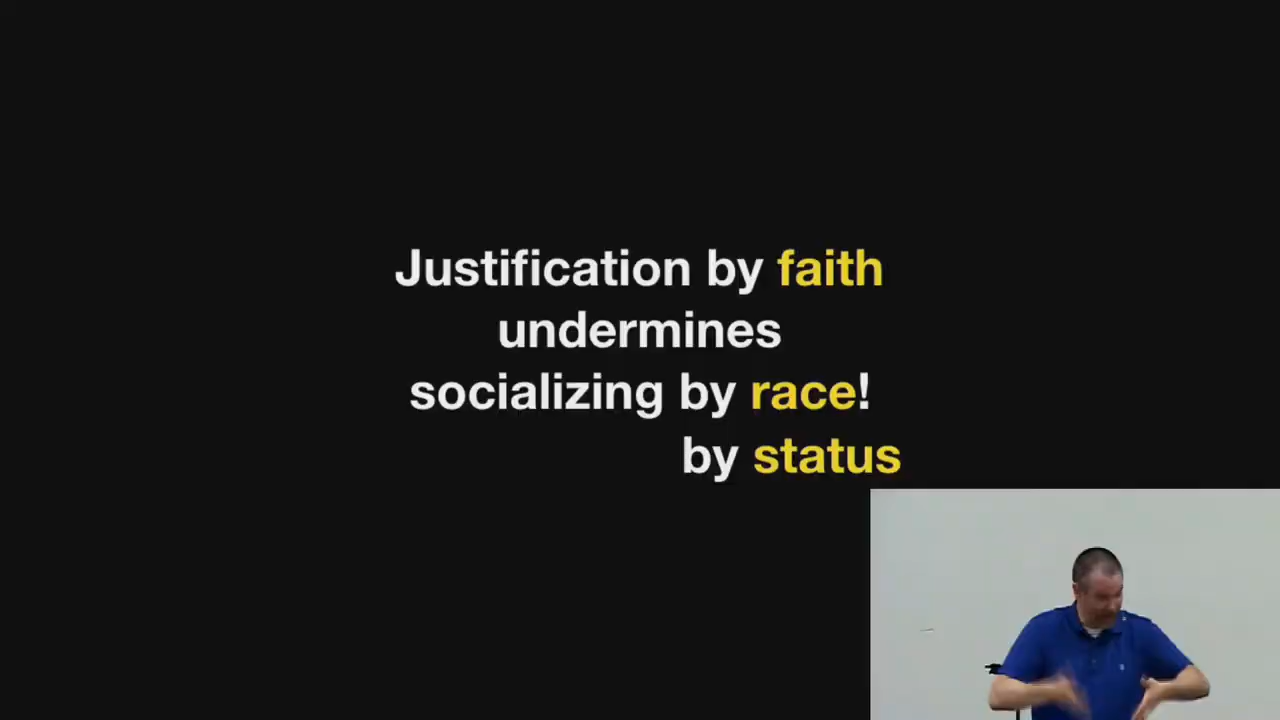 Justification by faith
undermines
socializing by race!
by status